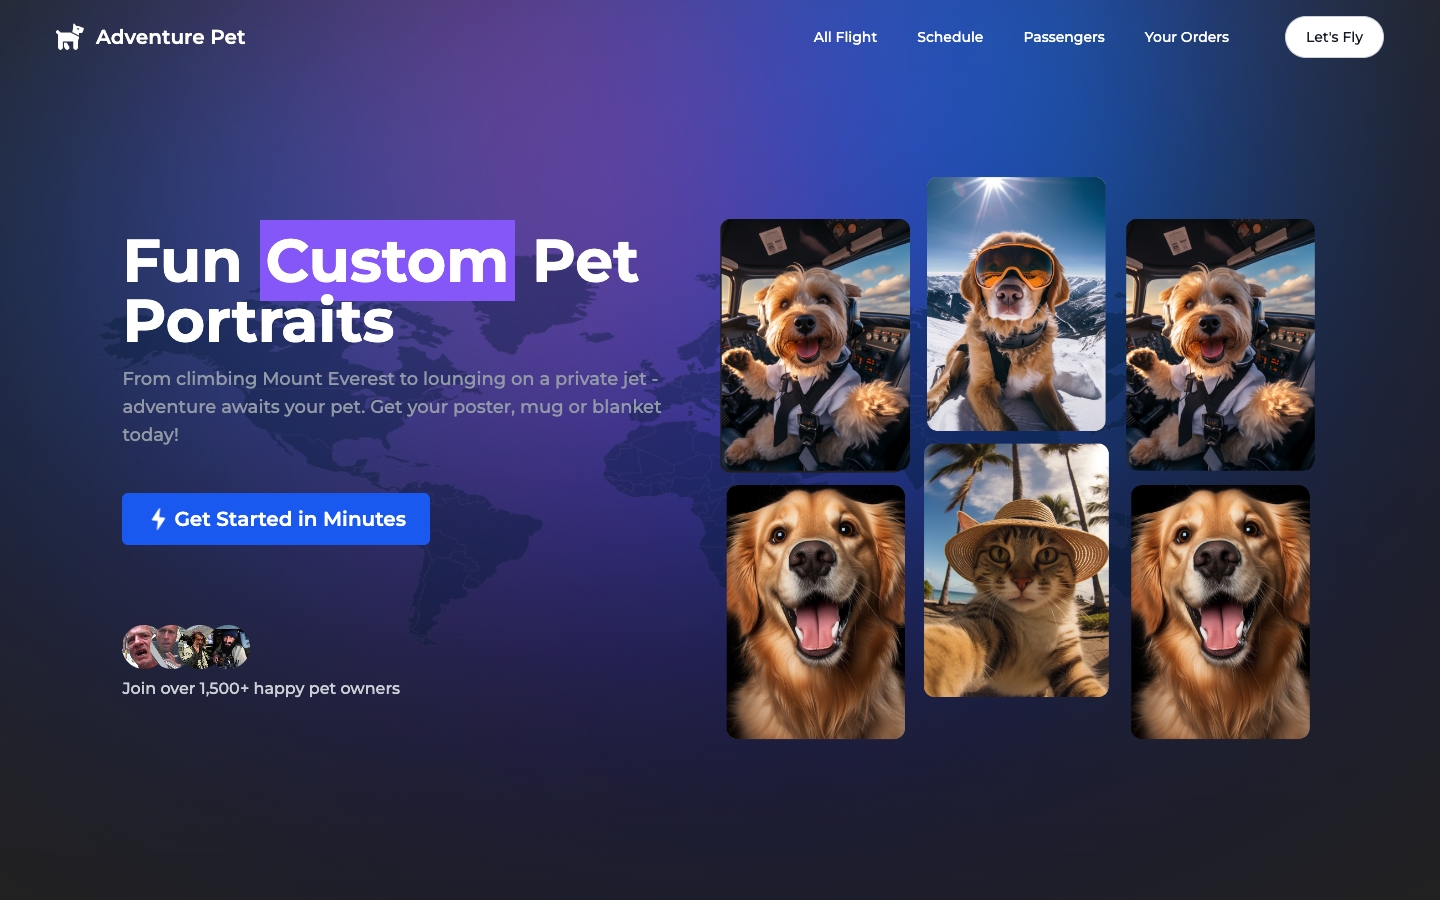 Adventure Pet
All Flight
Schedule
Passengers
Your Orders
Let's Fly
Fun Custom Pet
Portraits
From climbing Mount Everest to lounging on a private jet -
adventure awaits your pet. Get your poster, mug or blanket
today!
Get Started in Minutes
Join over 1,500+ happy pet owners